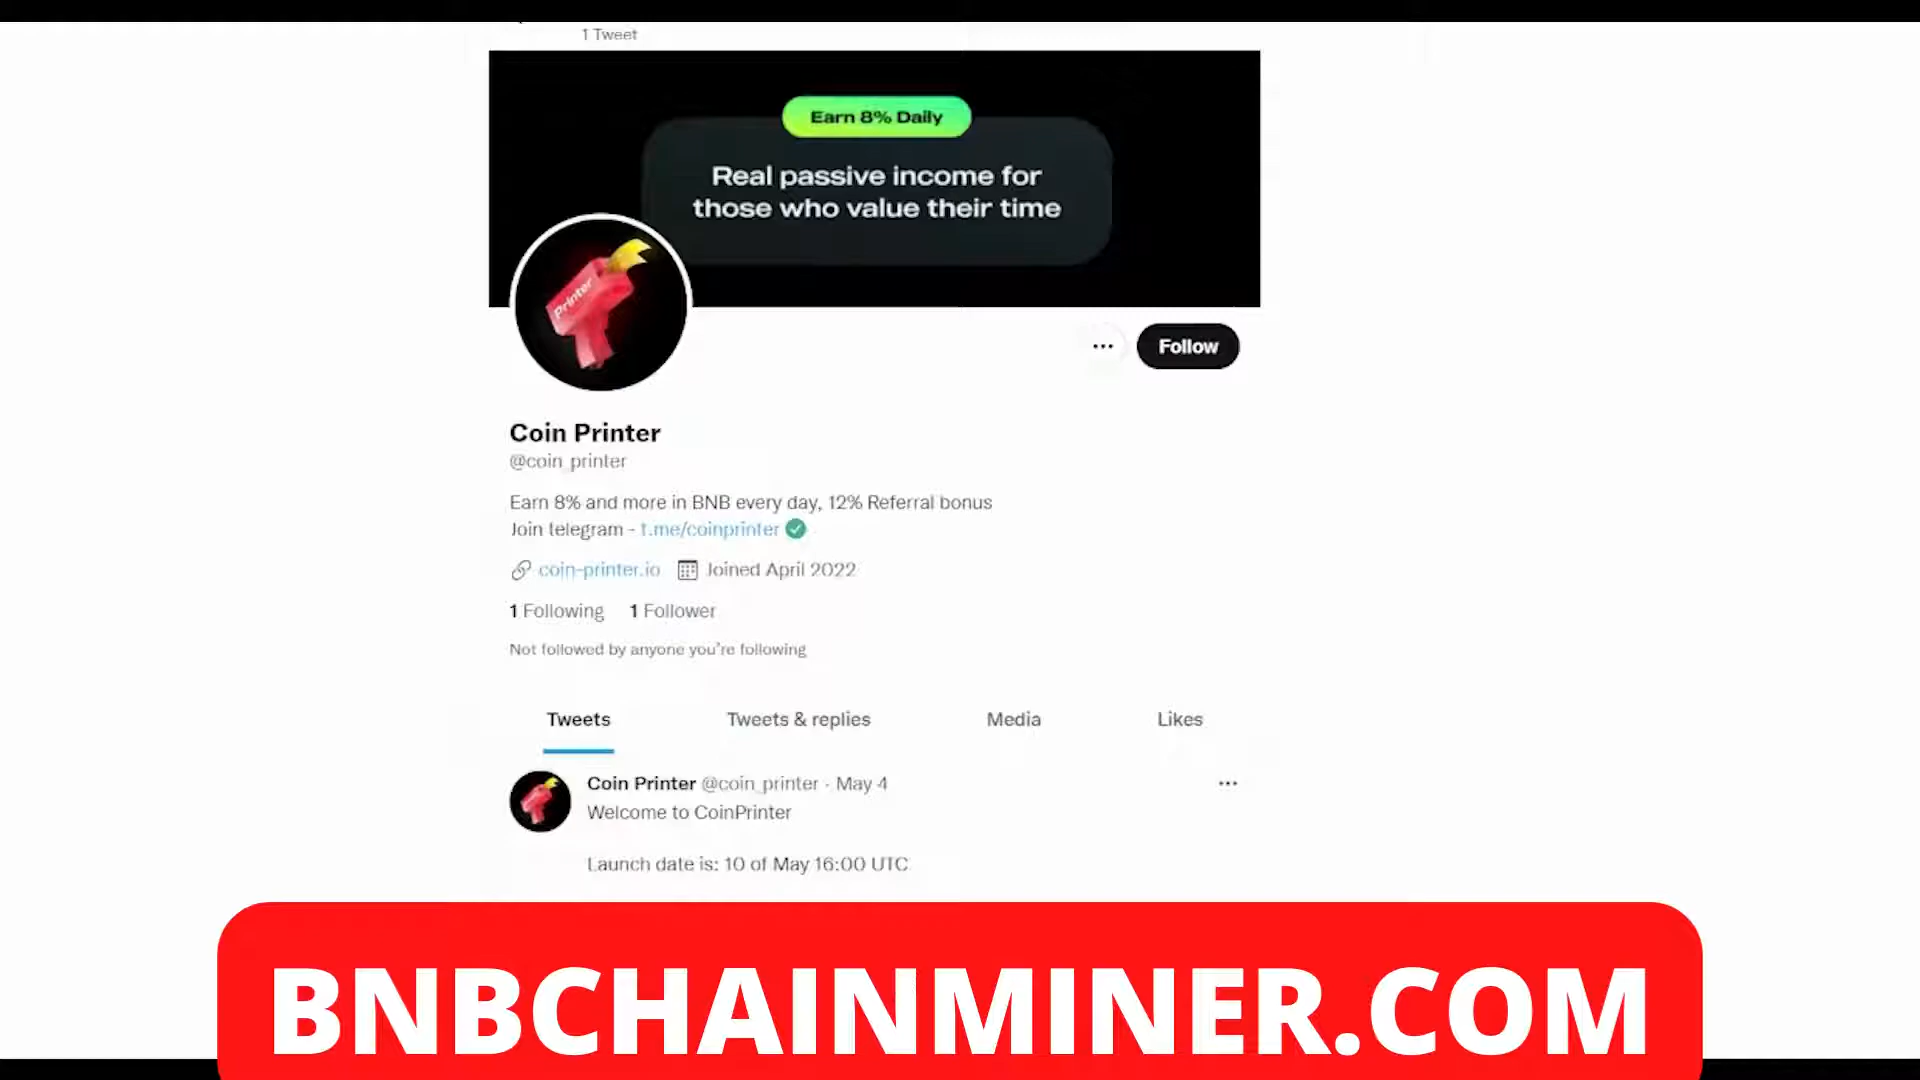 1 Tweet
Earn 8% Daily
Real passive income for
those who value their time
Printer
Follow
Coin Printer
@coin_printer
Earn 8% and more in BNB every day, 12% Referral bonus
Join telegram - t.me/coinprinter
coin-printer.io Joined April 2022
1 Following 1 Follower
Not followed by anyone you're following
Tweets Tweets & replies Media Likes
Coin Printer @coin_printer · May 4
Welcome to CoinPrinter
Launch date is: 10 of May 16:00 UTC
BNBCHAINMINER.COM